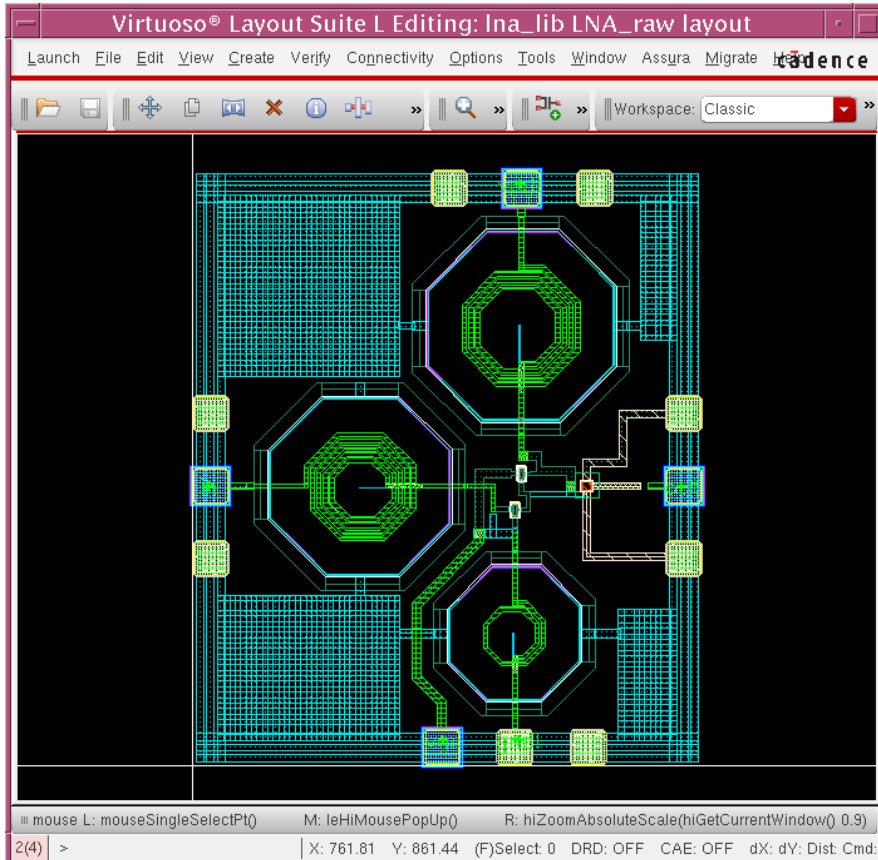 Virtuoso® Layout Suite L Editing: lna_lib LNA_raw layout
Launch File Edit View Create Verify Connectivity Options Tools Window Assura Migrate Help cādence
» » » Workspace: Classic »
mouse L: mouseSingleSelectPt() M: leHiMousePopUp() R: hiZoomAbsoluteScale(hiGetCurrentWindow() 0.9)
2(4) > X: 761.81 Y: 861.44 (F)Select: 0 DRD: OFF CAE: OFF dX: dY: Dist: Cmd: